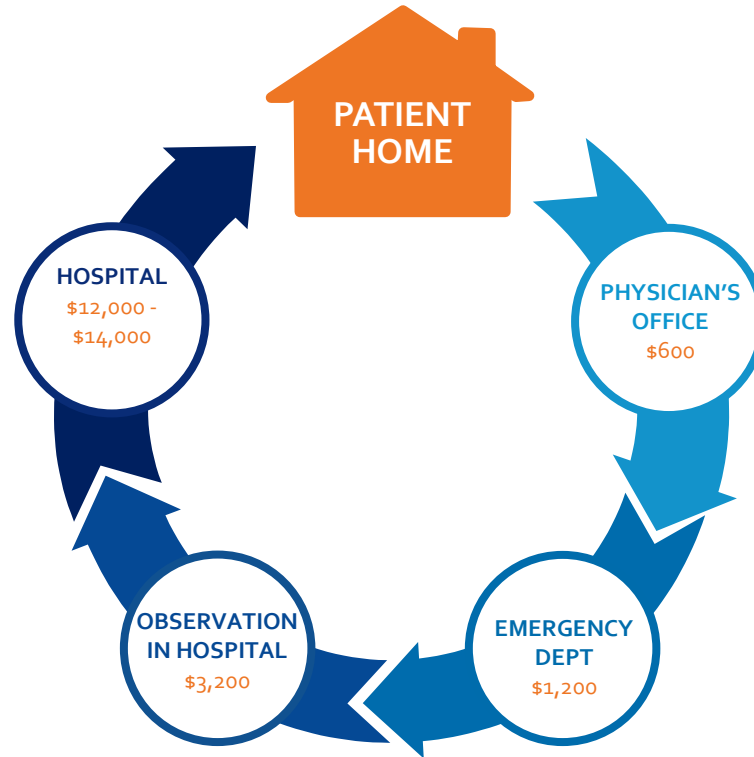 PATIENT
HOME
PHYSICIAN'S
OFFICE
$600
EMERGENCY
DEPT
$1,200
OBSERVATION
IN HOSPITAL
$3,200
HOSPITAL
$12,000 -
$14,000